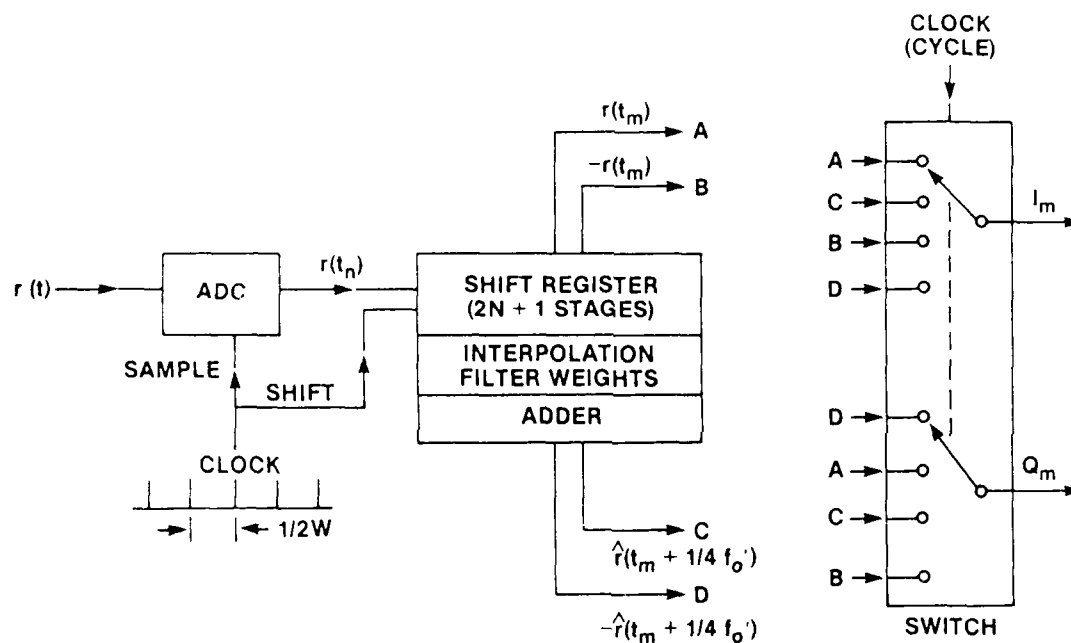 CLOCK
(CYCLE)
r(t_m)
A
-r(t_m)
B
r (t)
ADC
r(t_n)
SHIFT REGISTER
(2N + 1 STAGES)
INTERPOLATION
FILTER WEIGHTS
ADDER
SAMPLE
SHIFT
CLOCK
1/2W
C
r̂(t_m + 1/4 f_o')
D
-r̂(t_m + 1/4 f_o')
A
C
B
D
I_m
D
A
C
B
Q_m
SWITCH